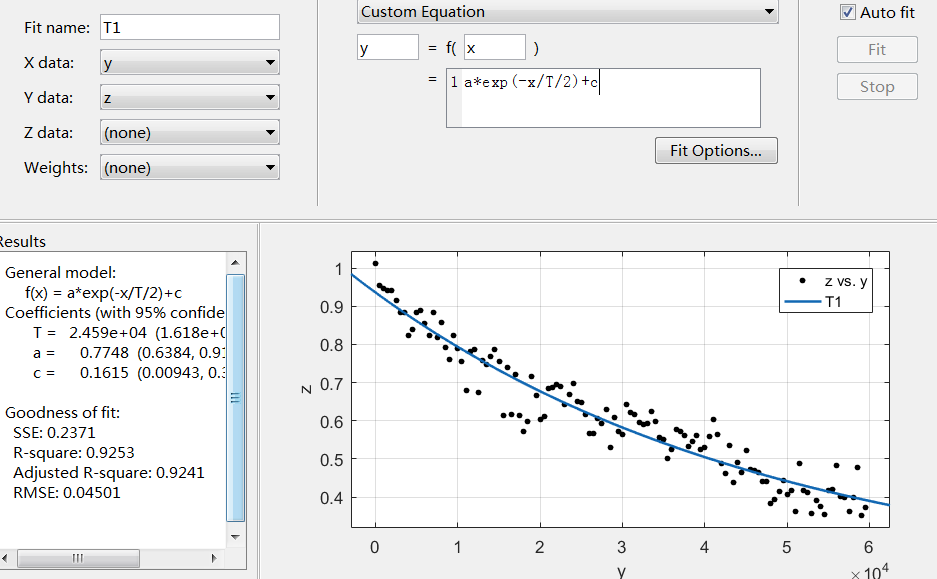 Fit name: T1
X data: y
Y data: z
Z data: (none)
Weights: (none)
Custom Equation
y = f( x )
= 1 a*exp(-x/T/2)+c
Fit Options...
Auto fit
Fit
Stop
Results
General model:
f(x) = a*exp(-x/T/2)+c
Coefficients (with 95% confide
T = 2.459e+04 (1.618e+0
a = 0.7748 (0.6384, 0.91
c = 0.1615 (0.00943, 0.3
Goodness of fit:
SSE: 0.2371
R-square: 0.9253
Adjusted R-square: 0.9241
RMSE: 0.04501
z vs. y
T1
1
0.9
0.8
0.7
0.6
0.5
0.4
z
0 1 2 3 4 5 6
×10⁴
y